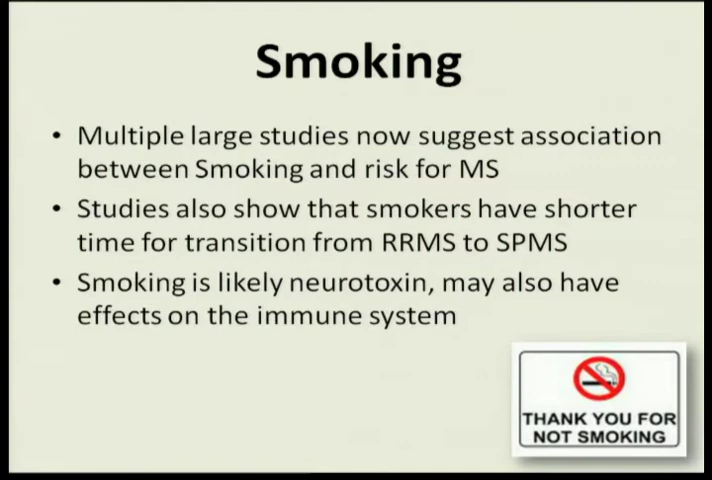 Smoking
• Multiple large studies now suggest association
between Smoking and risk for MS
• Studies also show that smokers have shorter
time for transition from RRMS to SPMS
• Smoking is likely neurotoxin, may also have
effects on the immune system
THANK YOU FOR
NOT SMOKING